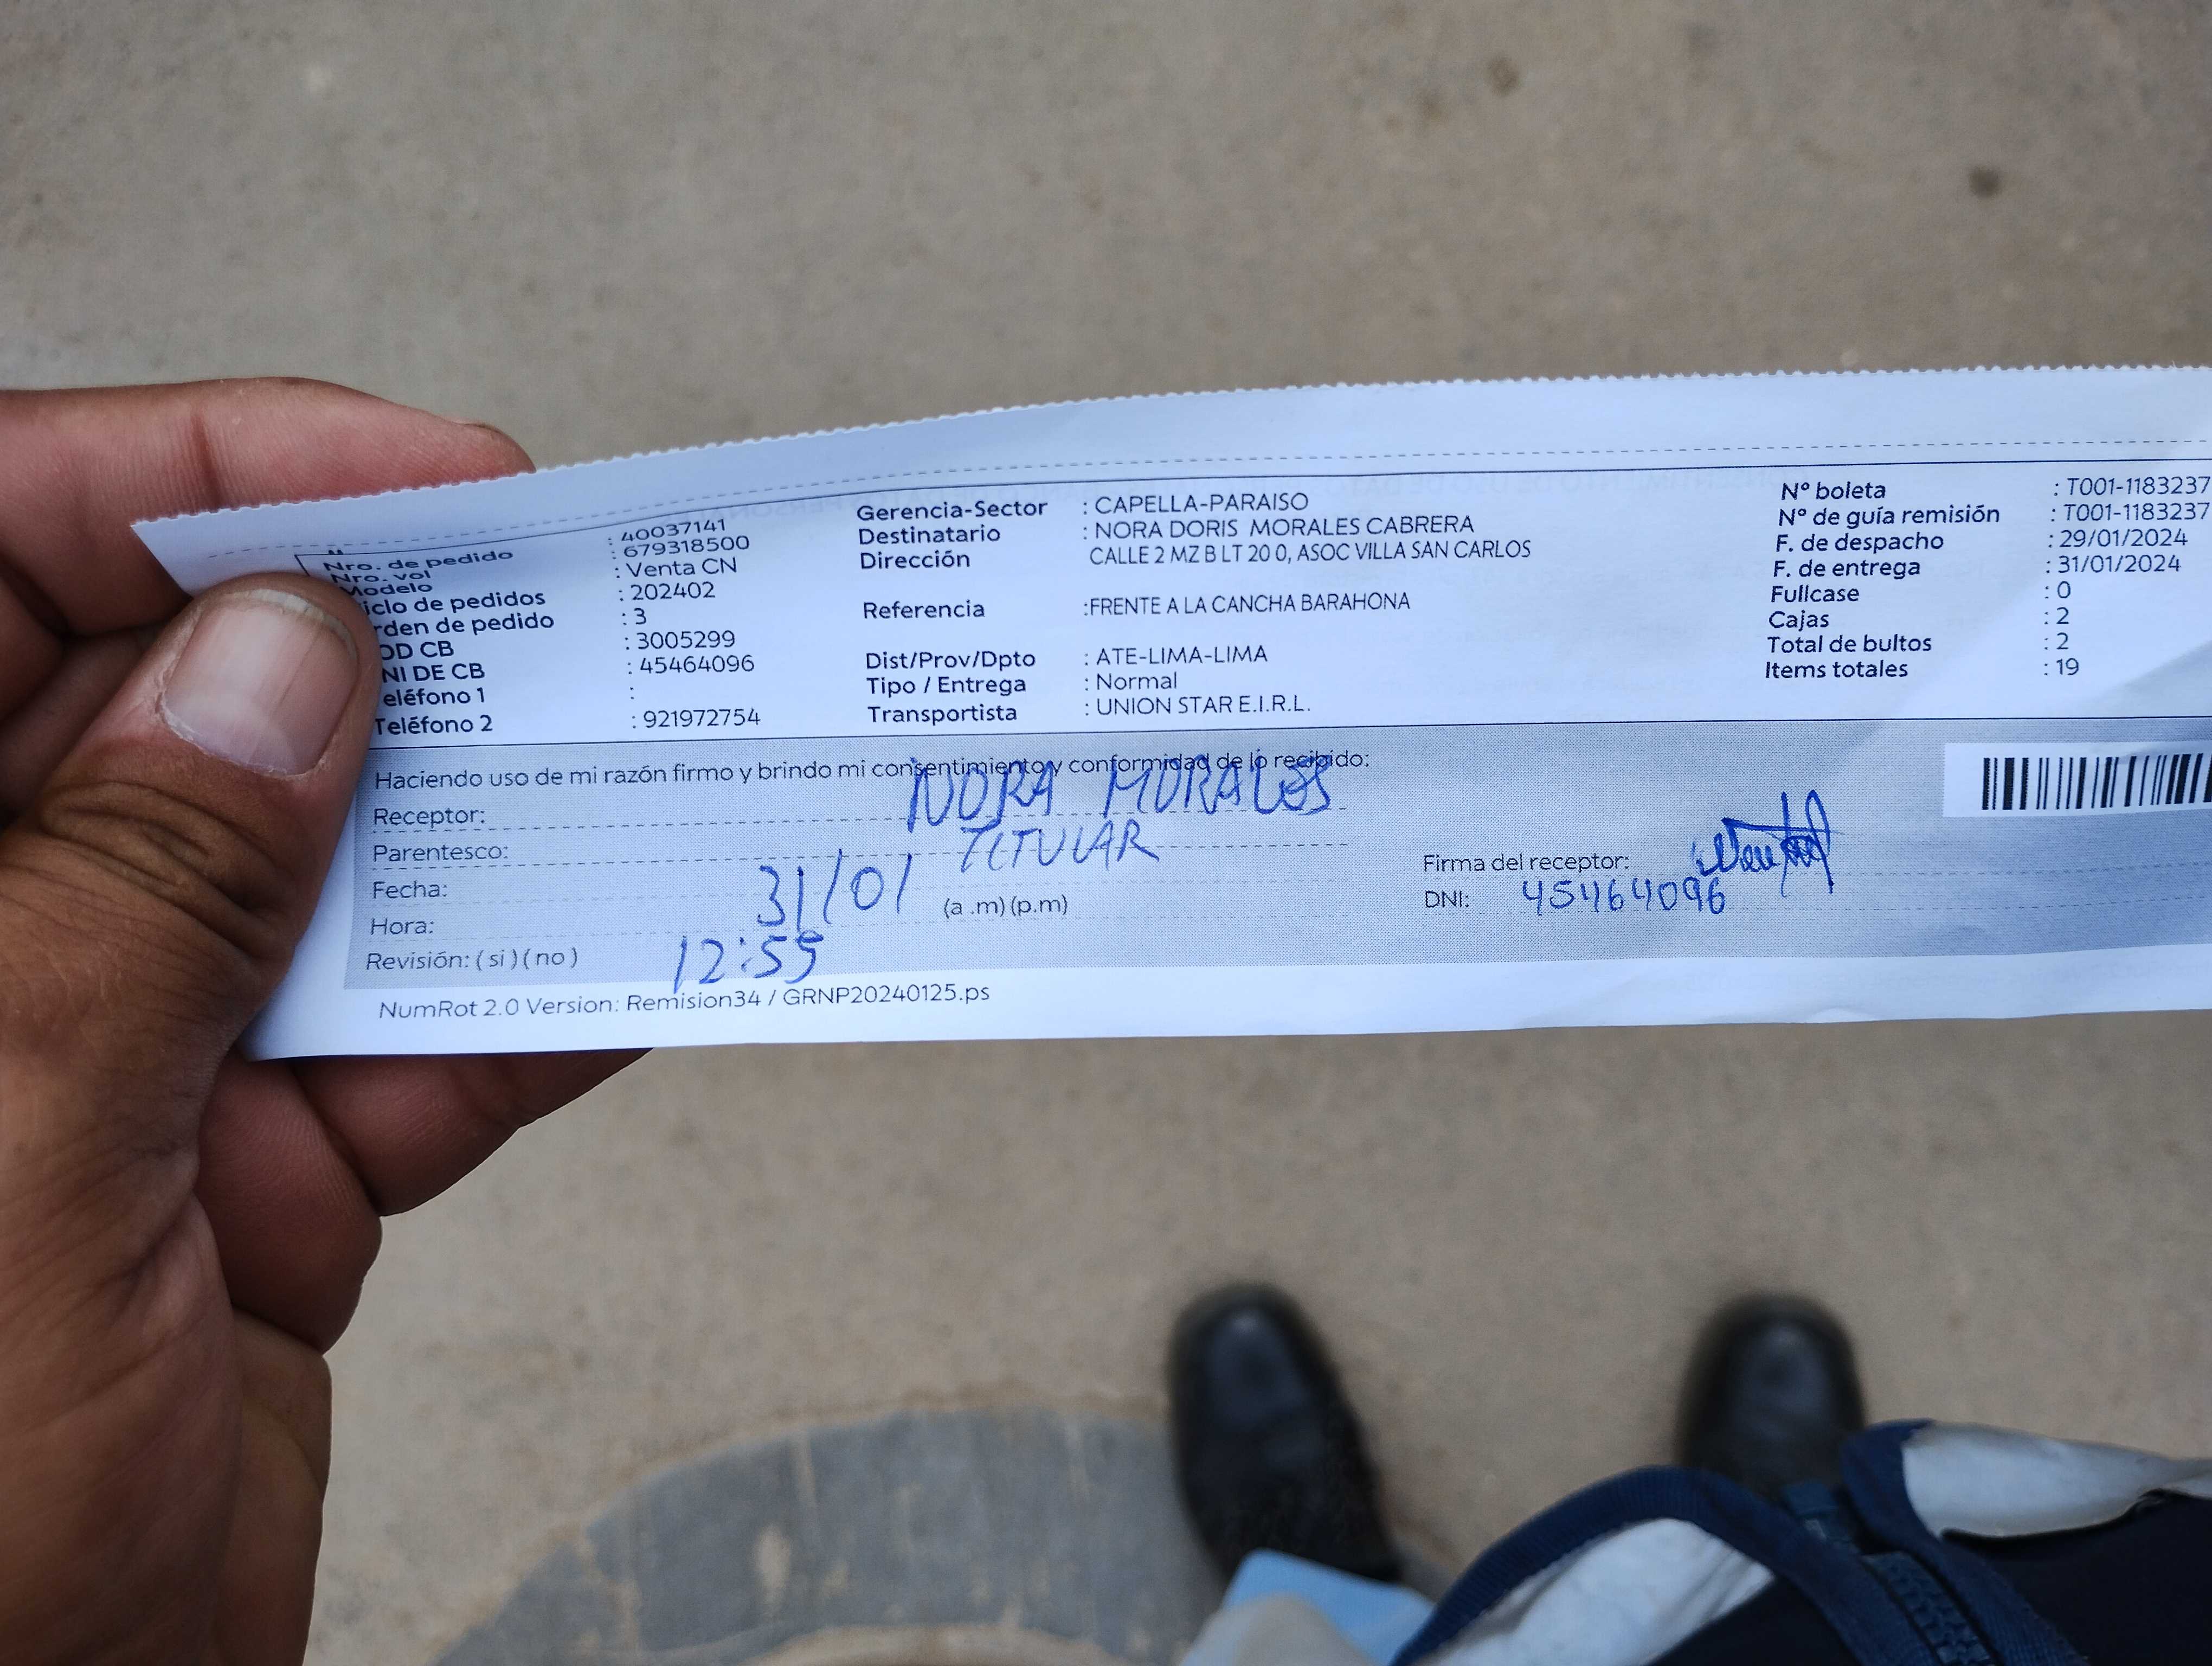 Nro. de pedido : 40037141
Nro. vol : 679318500
Modelo : Venta CN
iclo de pedidos : 202402
rden de pedido : 3
OD CB : 3005299
NI DE CB : 45464096
eléfono 1 :
Teléfono 2 : 921972754
Gerencia-Sector : CAPELLA-PARAISO
Destinatario : NORA DORIS MORALES CABRERA
Dirección CALLE 2 MZ B LT 20 0, ASOC VILLA SAN CARLOS
Referencia :FRENTE A LA CANCHA BARAHONA
Dist/Prov/Dpto : ATE-LIMA-LIMA
Tipo / Entrega : Normal
Transportista : UNION STAR E.I.R.L.
Nº boleta : T001-1183237
Nº de guía remisión : T001-1183237
F. de despacho : 29/01/2024
F. de entrega : 31/01/2024
Fullcase : 0
Cajas : 2
Total de bultos : 2
Items totales : 19
Haciendo uso de mi razón firmo y brindo mi consentimiento y conformidad de lo recibido:
Receptor: NORA MORALES
Parentesco: TITULAR
Fecha: 31/01
Hora: 12:55 (a .m) (p.m)
Revisión: ( si ) ( no )
Firma del receptor:
DNI: 45464096
NumRot 2.0 Version: Remision34 / GRNP20240125.ps